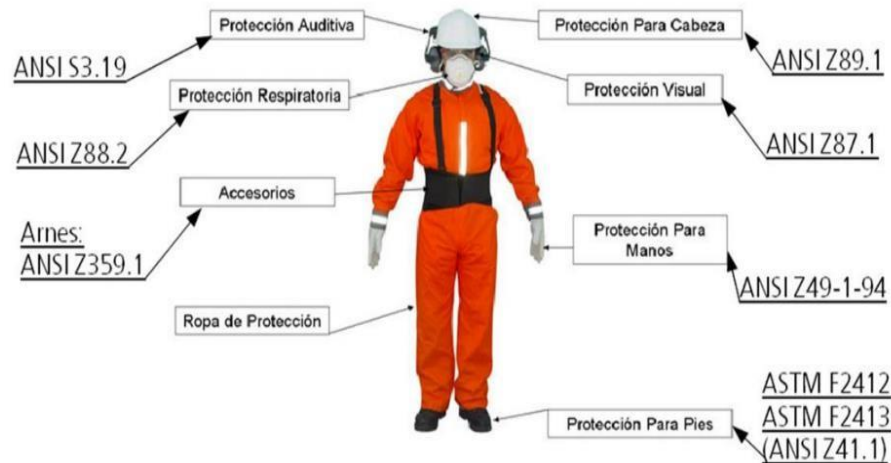 Protección Auditiva
ANSI S3.19
Protección Respiratoria
ANSI Z88.2
Accesorios
Arnes:
ANSI Z359.1
Ropa de Protección
Protección Para Cabeza
ANSI Z89.1
Protección Visual
ANSI Z87.1
Protección Para
Manos
ANSI Z49-1-94
Protección Para Pies
ASTM F2412
ASTM F2413
(ANSI Z41.1)